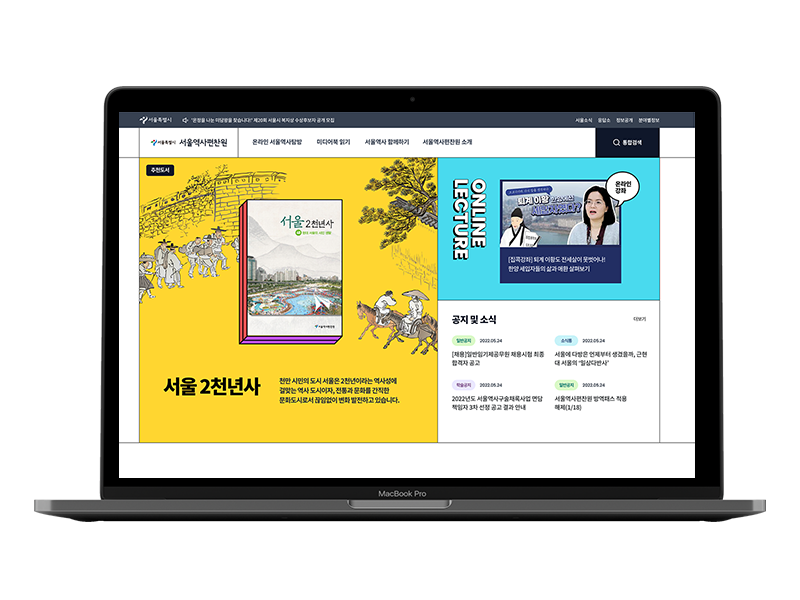 서울특별시
"온정을 나눈 미담방을 찾습니다!" 제20회 서울시 복지상 수상후보자 공개 모집
서울소식 응답소 정보공개 분야별정보
서울특별시 서울역사편찬원
온라인 서울역사탐방 미디어북 읽기 서울역사 함께하기 서울역사편찬원 소개
통합검색
추천도서
서울 2천년사
서울역사편찬원
서울 2천년사
천만 시민의 도시 서울은 2천년이라는 역사성에
걸맞는 역사 도시이자, 전통과 문화를 간직한
문화도시로서 끊임없이 변화 발전하고 있습니다.
ONLINE
LECTURE
온라인
강좌
퇴계 이황
[집콕강좌] 퇴계 이황도 전세살이 못벗어나!
한양 세입자들의 삶과 애환 살펴보기
공지 및 소식
더보기
일반공지 2022.05.24
[채용]일반임기제공무원 채용시험 최종
합격자 공고
소식통 2022.05.24
서울에 다방은 언제부터 생겼을까, 근현
대 서울의 '일상다반사'
학술공지 2022.05.24
2022년도 서울역사구술채록사업 면담
책임자 3차 선정 공고 결과 안내
일반공지 2022.05.24
서울역사편찬원 방역패스 적용
해제(1/18)
MacBook Pro